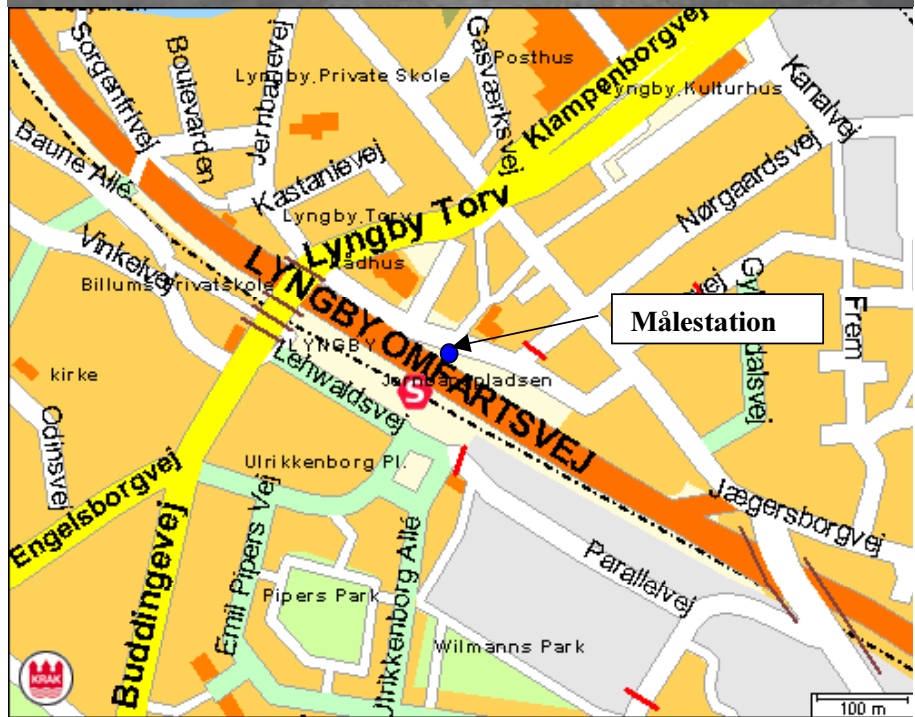 Sorgenfrivej
Boulevarden
Jernbanevej
Lyngby Private Skole
Gasværksvej
Posthus
Klampenborgvej
Lyngby Kulturhus
Kanalvej
Baune Allé
Kastanievej
Nørgaardsvej
Lyngby Torv
Lyngby Torv
Rådhus
Vinkelvej
Billums Privatskole
LYNGBY OMFARTSVEJ
Målestation
vej
Frem
LYNGBY
Jernbanepladsen
S
Lehwaldsvej
kirke
Odinsvej
Ulrikkenborg Pl.
Engelsborgvej
Buddingevej
Emil Pipers Vej
Ulrikkenborg Allé
Pipers Park
Jægersborgvej
Parallelvej
Wilmanns Park
KRAK
100 m